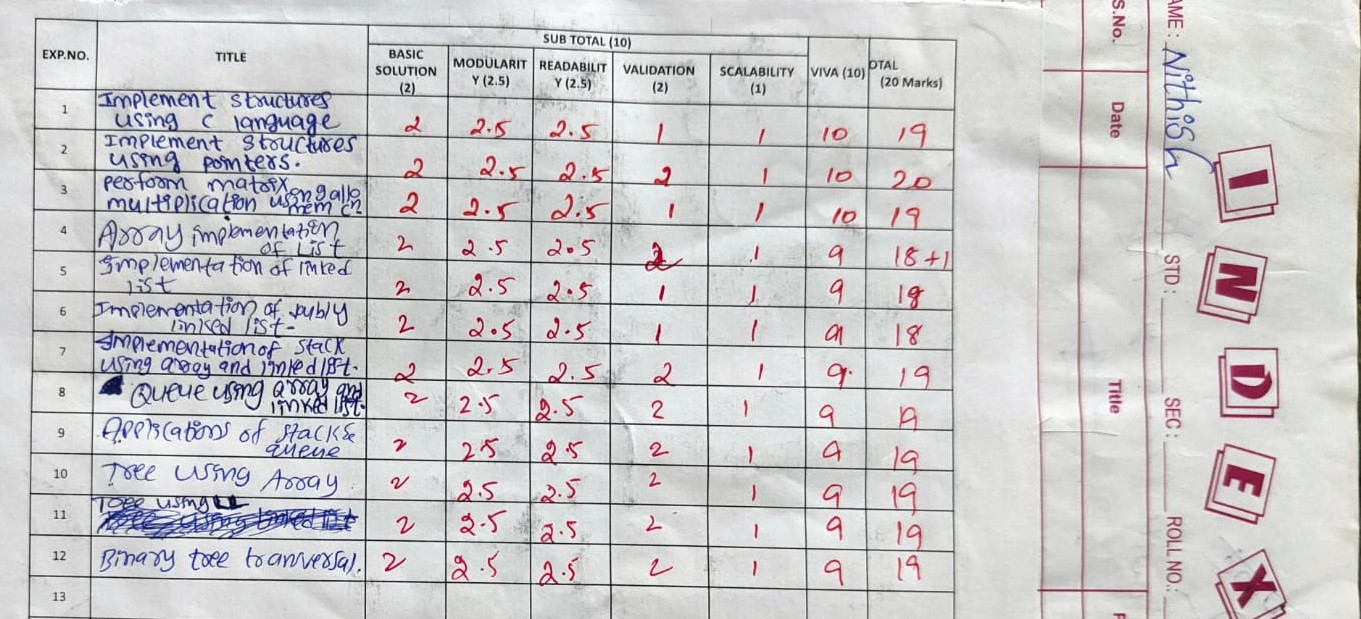 EXP.NO. TITLE SUB TOTAL (10) VIVA (10) OTAL (20 Marks)
BASIC SOLUTION (2) MODULARIT Y (2.5) READABILIT Y (2.5) VALIDATION (2) SCALABILITY (1)
1 Implement structures
using C language 2 2.5 2.5 1 1 10 19
2 Implement structures
using pointers. 2 2.5 2.5 2 1 10 20
3 perform matrix
multiplication 2 2.5 2.5 1 1 10 19
4 Array implmentation
of List 2 2.5 2.5 2 1 9 18+1
5 Implementation of linked
list 2 2.5 2.5 1 1 9 18
6 Implementation of
linked list- 2 2.5 2.5 1 1 9 18
7 Implementation of stack
using array and linked list. 2 2.5 2.5 2 1 9. 19
8 Queue using array and
linked list. 2 2.5 2.5 2 1 9 19
9 Applications of stack &
queue 2 2.5 2.5 2 1 9 19
10 Tree using Array 2 2.5 2.5 2 1 9 19
11 Tree using LL
2 2.5 2.5 2 1 9 19
12 Binary tree tranversal. 2 2.5 2.5 2 1 9 19
13
INDEX
AME: Nithish STD: SEC: ROLL NO.:
S.No. Date Title